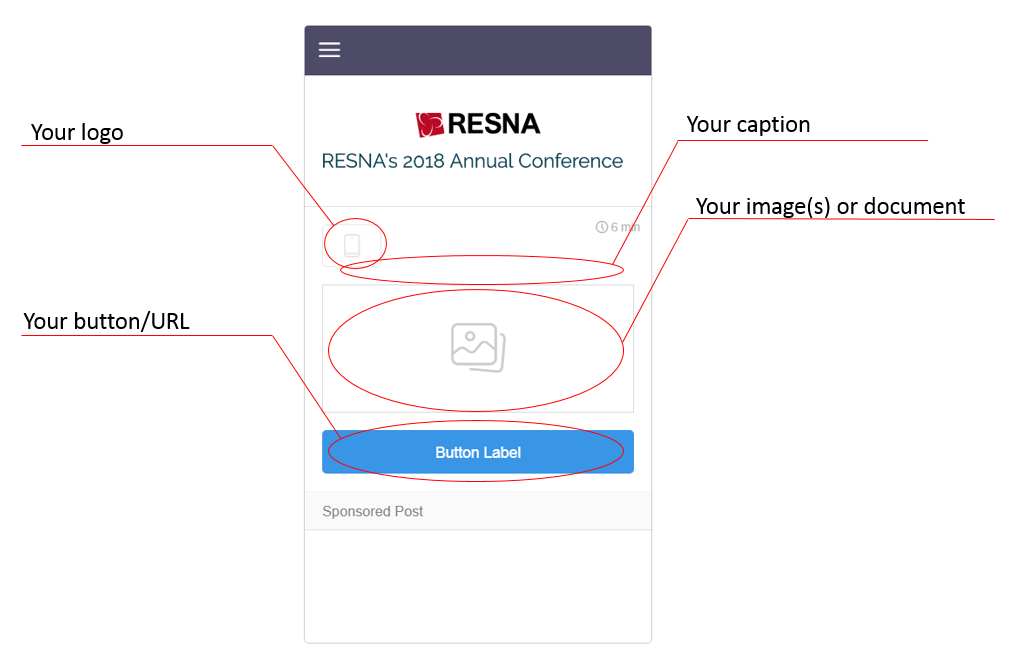 RESNA
RESNA's 2018 Annual Conference
Your logo
Your caption
Your image(s) or document
6 min
Your button/URL
Button Label
Sponsored Post